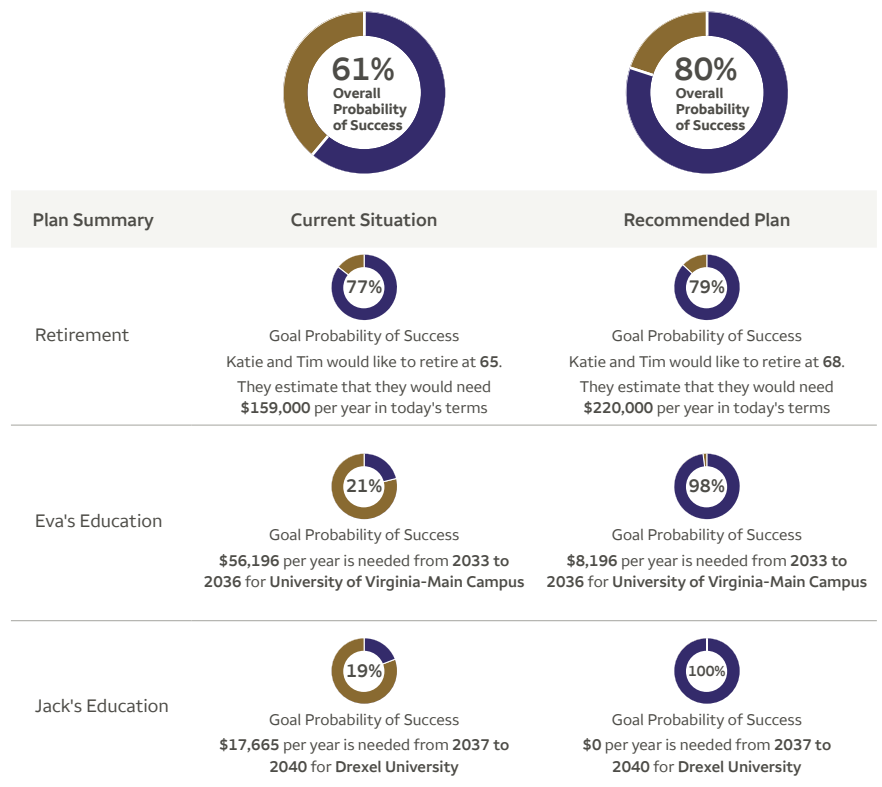 61%
Overall
Probability
of Success
80%
Overall
Probability
of Success
Plan Summary
Current Situation
Recommended Plan
Retirement
77%
Goal Probability of Success
Katie and Tim would like to retire at 65.
They estimate that they would need
$159,000 per year in today's terms
79%
Goal Probability of Success
Katie and Tim would like to retire at 68.
They estimate that they would need
$220,000 per year in today's terms
Eva's Education
21%
Goal Probability of Success
$56,196 per year is needed from 2033 to
2036 for University of Virginia-Main Campus
98%
Goal Probability of Success
$8,196 per year is needed from 2033 to
2036 for University of Virginia-Main Campus
Jack's Education
19%
Goal Probability of Success
$17,665 per year is needed from 2037 to
2040 for Drexel University
100%
Goal Probability of Success
$0 per year is needed from 2037 to
2040 for Drexel University